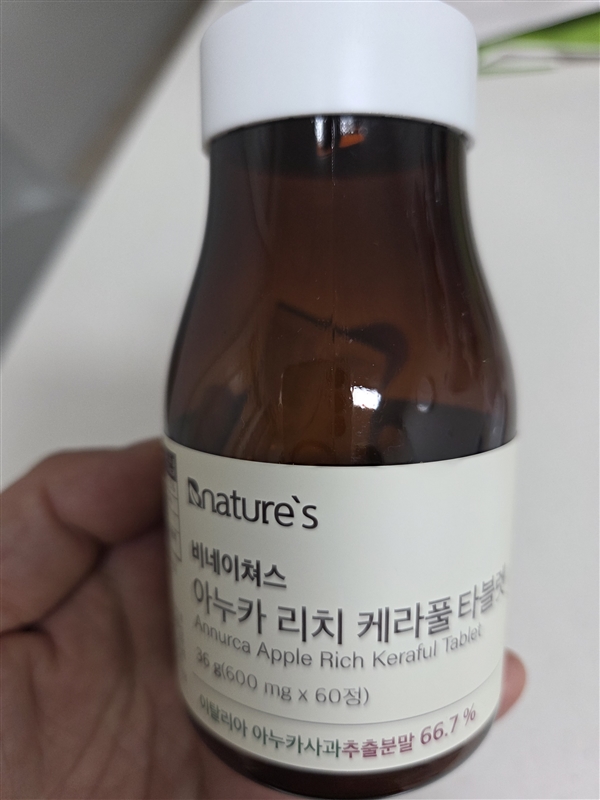 nature's
비네이쳐스
아누카 리치 케라풀 타블렛
Annurca Apple Rich Keraful Tablet
36 g(600 mg x 60정)
이탈리아 아누카사과추출분말 66.7 %